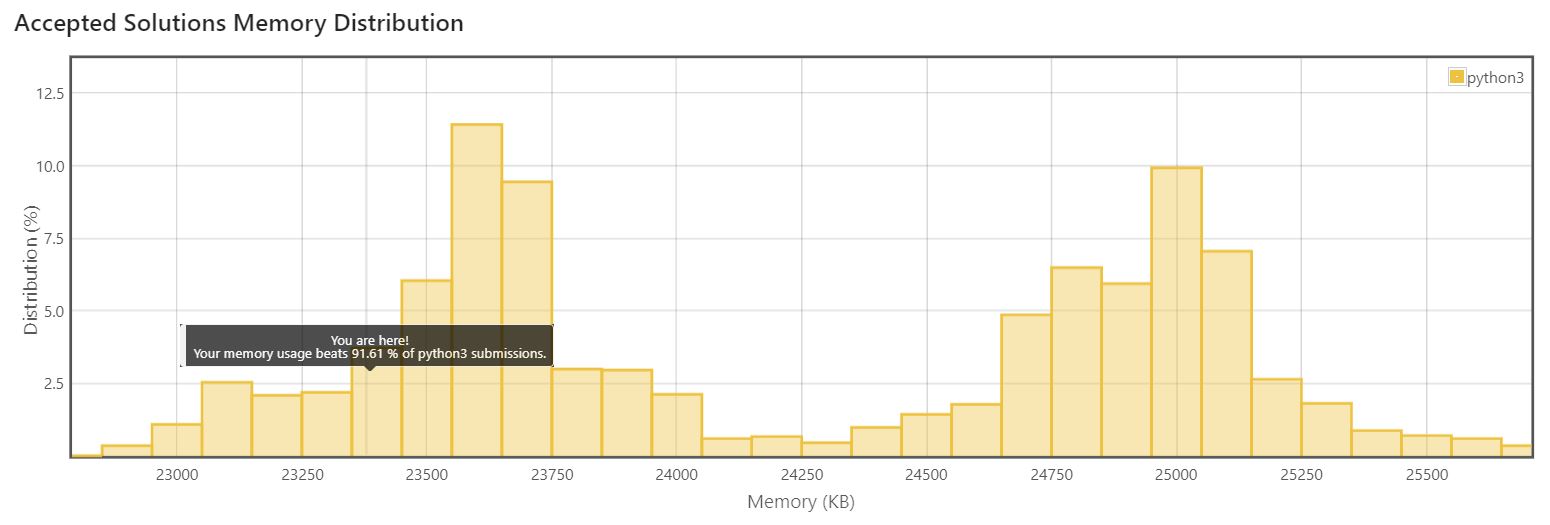 Accepted Solutions Memory Distribution
python3
12.5
10.0
7.5
5.0
2.5
Distribution (%)
You are here!
Your memory usage beats 91.61 % of python3 submissions.
23000 23250 23500 23750 24000 24250 24500 24750 25000 25250 25500
Memory (KB)